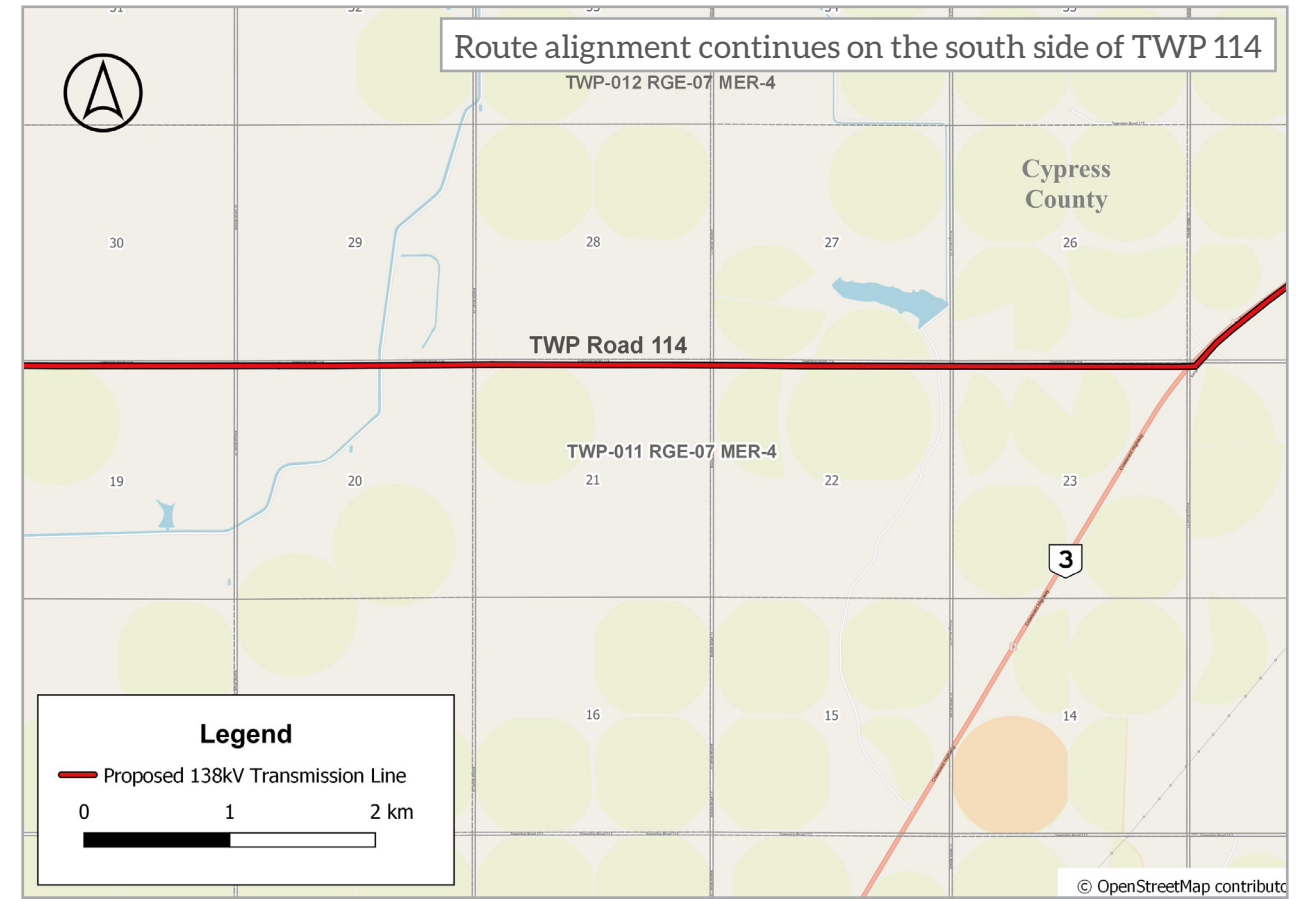 Route alignment continues on the south side of TWP 114
TWP-012 RGE-07 MER-4
Cypress
County
30
29
28
27
26
TWP Road 114
TWP-011 RGE-07 MER-4
19
20
21
22
23
3
16
15
14
Legend
Proposed 138kV Transmission Line
0 1 2 km
© OpenStreetMap contributo